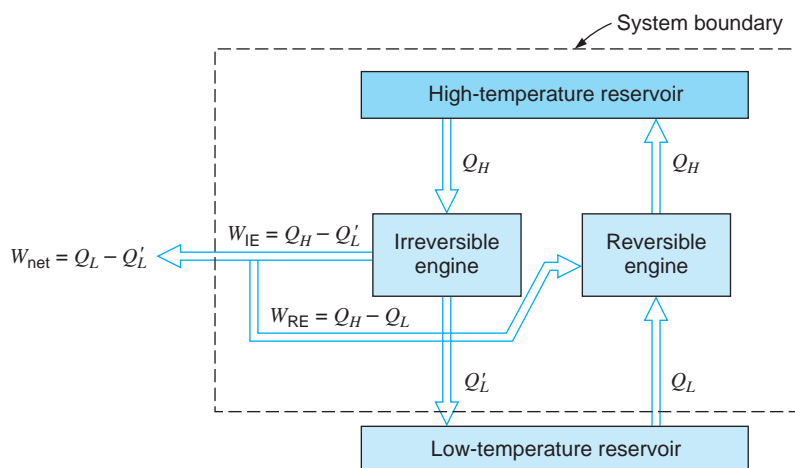 System boundary
High-temperature reservoir
Q_H
Q_H
W_IE = Q_H − Q′_L
Irreversible
engine
Reversible
engine
W_net = Q_L − Q′_L
W_RE = Q_H − Q_L
Q′_L
Q_L
Low-temperature reservoir